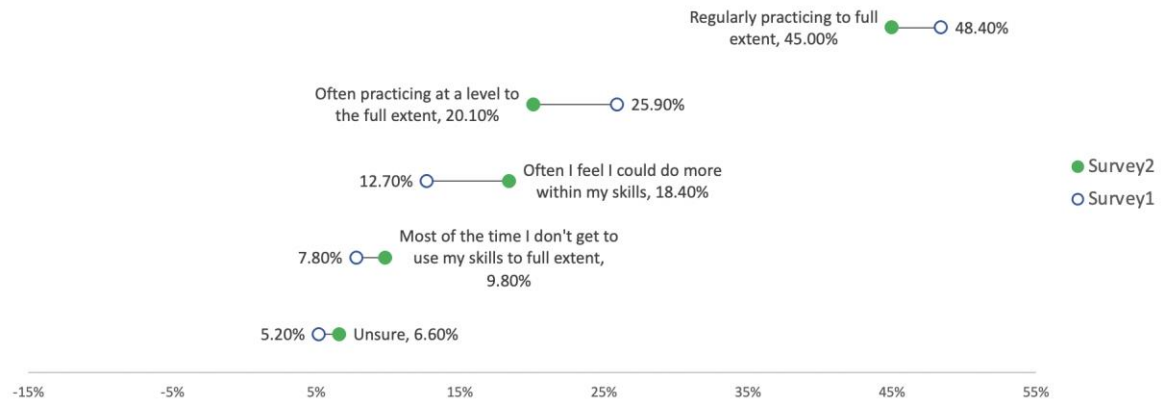 Regularly practicing to full
extent, 45.00%
48.40%
Often practicing at a level to
the full extent, 20.10%
25.90%
12.70%
Often I feel I could do more
within my skills, 18.40%
Survey2
Survey1
7.80%
Most of the time I don't get to
use my skills to full extent,
9.80%
5.20%
Unsure, 6.60%
-15%
-5%
5%
15%
25%
35%
45%
55%